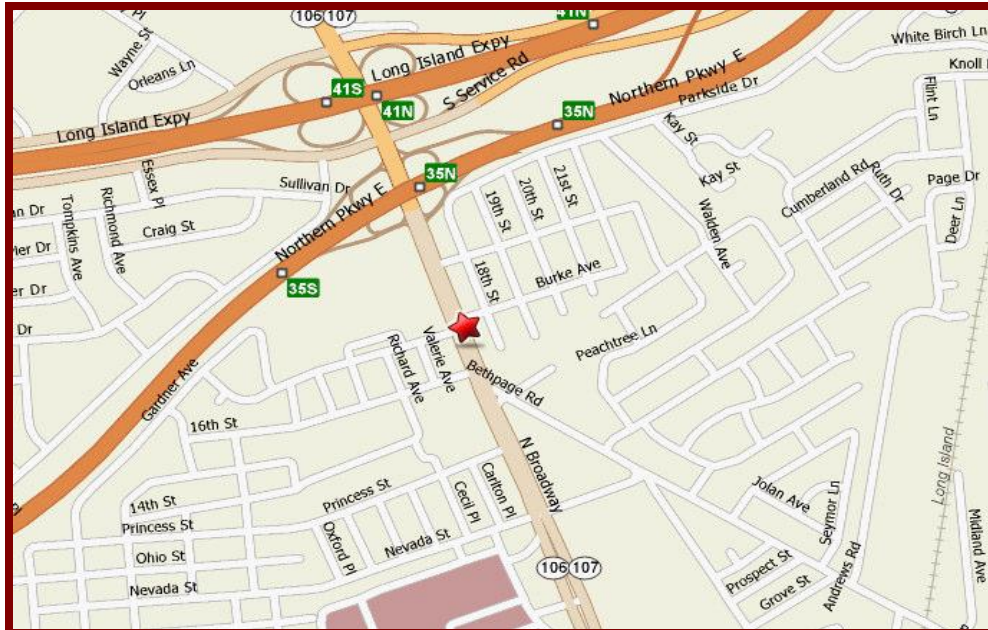 106 107
41N
Wayne St
Orleans Ln
Long Island Expy
S Service Rd
White Birch Ln
Knoll
41S
41N
Northern Pkwy E
Parkside Dr
Flint Ln
Long Island Expy
35N
Kay St
Kay St
Essex Pl
Sullivan Dr
35N
19th St
20th St
21st St
Walden Ave
Cumberland Rd
Ruth Dr
Page Dr
Deer Ln
Tompkins Ave
Richmond Ave
Craig St
Northern Pkwy E
Dr
Dr
Dr
Dr
35S
18th St
Burke Ave
Peachtree Ln
Gardner Ave
Richard Ave
Valerie Ave
Bethpage Rd
16th St
N Broadway
Long Island
14th St
Princess St
Cecil Pl
Carlton Pl
Jolan Ave
Seymor Ln
Princess St
Oxford Pl
Nevada St
Ohio St
Nevada St
106 107
Prospect St
Grove St
Andrews Rd
Midland Ave